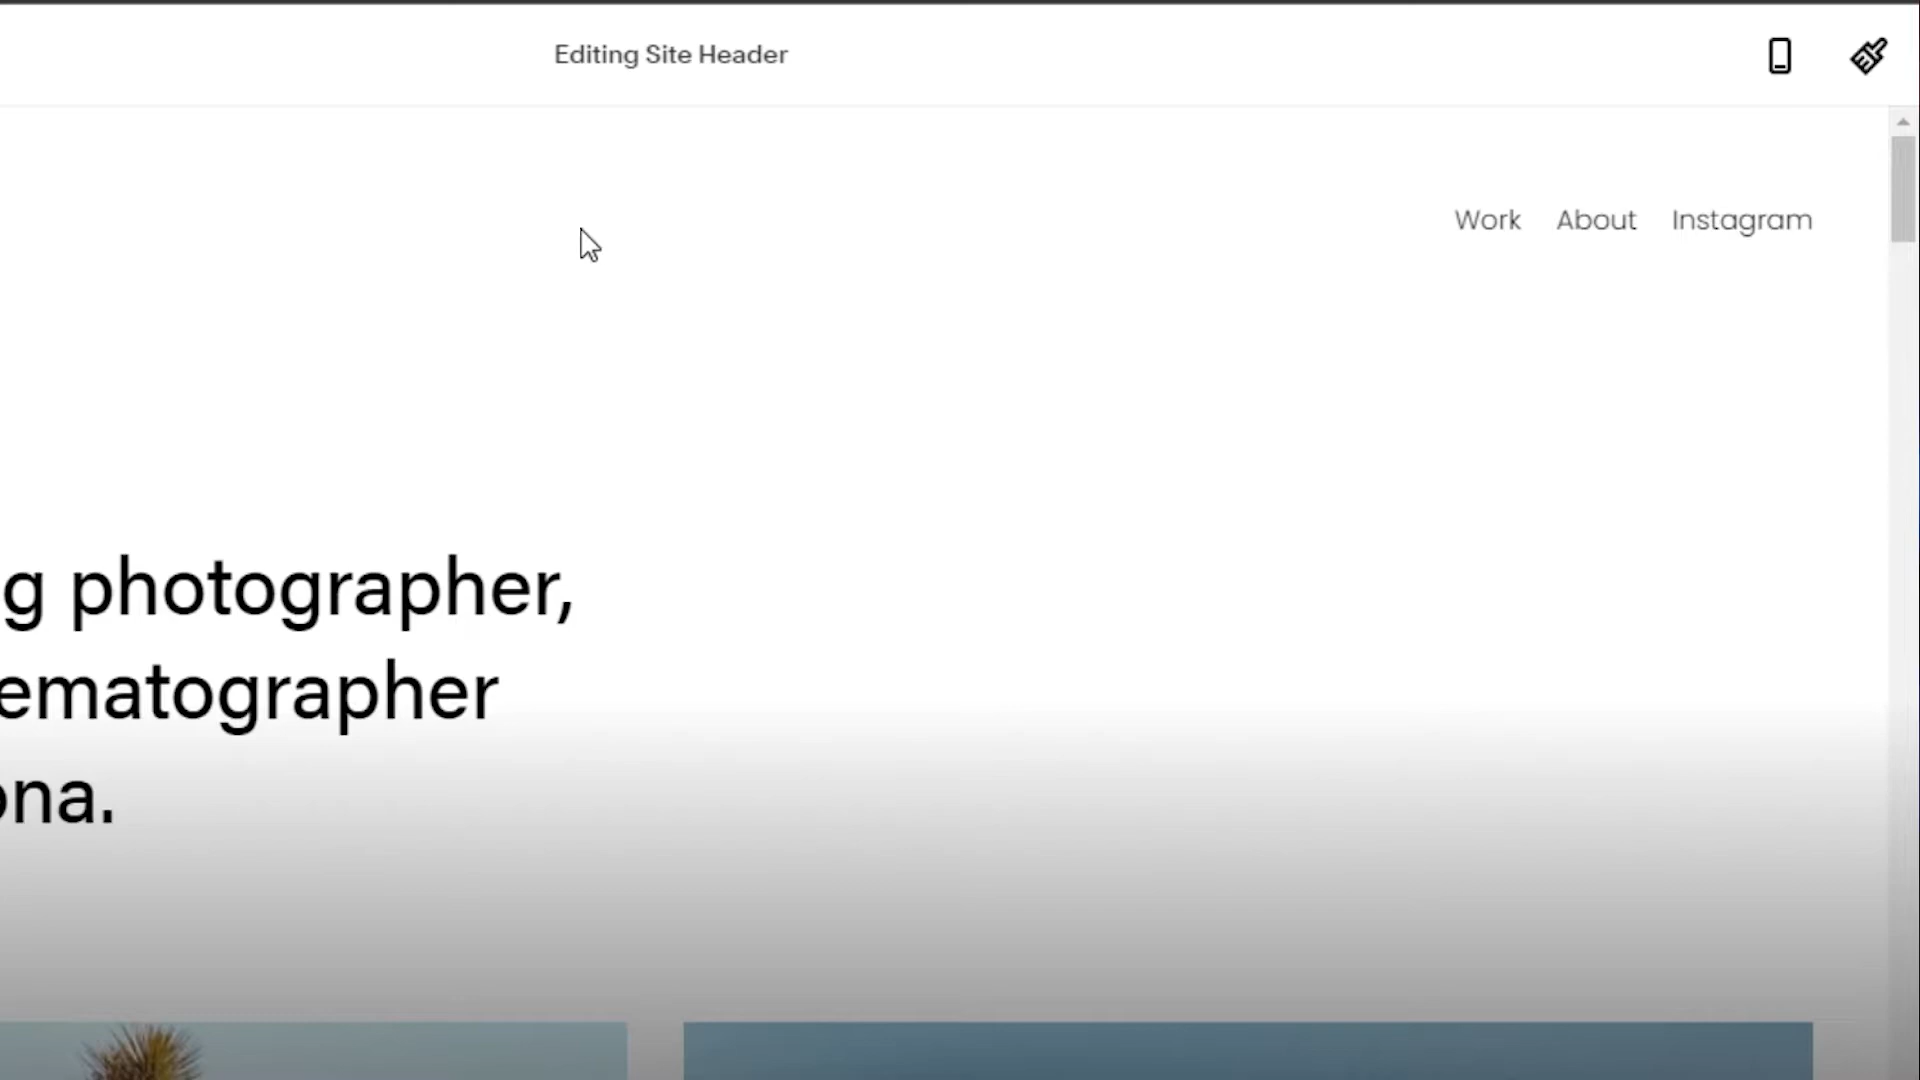 Editing Site Header
Work About Instagram
g photographer,
ematographer
ona.